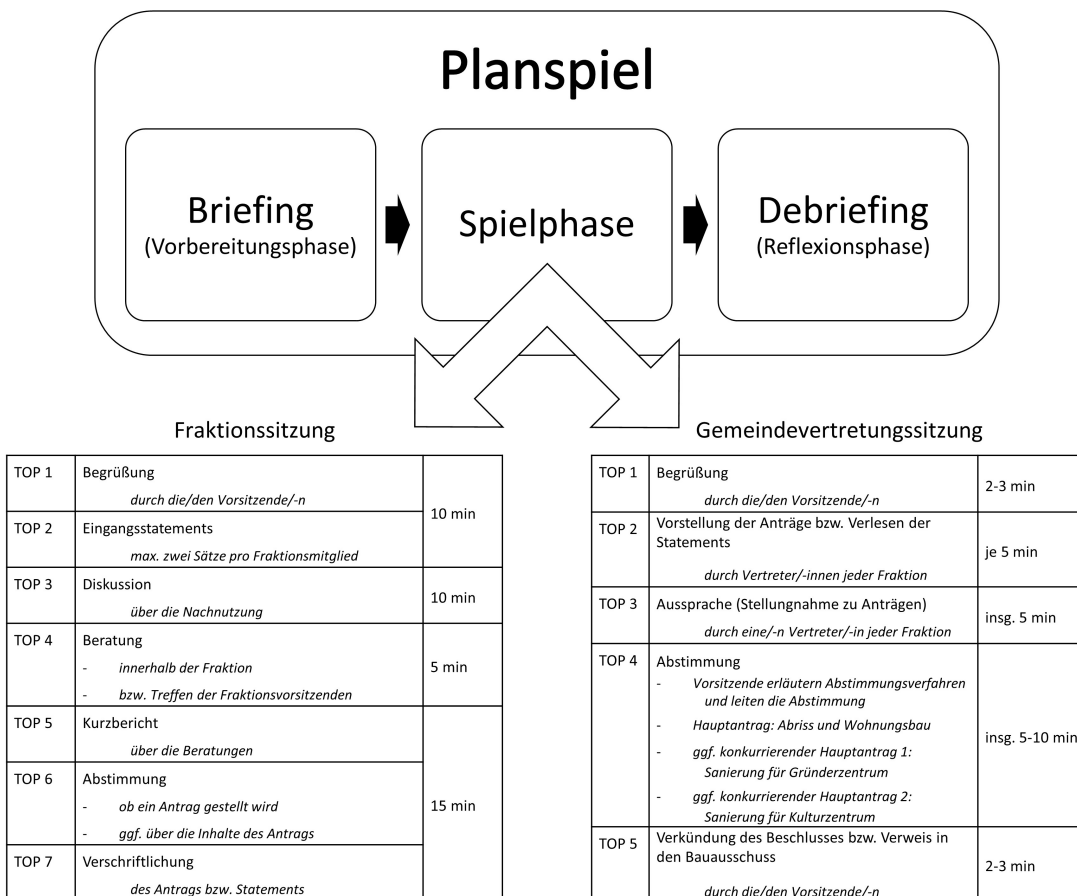 Planspiel
Briefing
(Vorbereitungsphase)
Spielphase
Debriefing
(Reflexionsphase)
Fraktionssitzung
TOP 1 Begrüßung
durch die/den Vorsitzende/-n
10 min
TOP 2 Eingangsstatements
max. zwei Sätze pro Fraktionsmitglied
TOP 3 Diskussion
über die Nachnutzung
10 min
TOP 4 Beratung
- innerhalb der Fraktion
- bzw. Treffen der Fraktionsvorsitzenden
5 min
TOP 5 Kurzbericht
über die Beratungen
TOP 6 Abstimmung
- ob ein Antrag gestellt wird
- ggf. über die Inhalte des Antrags
15 min
TOP 7 Verschriftlichung
des Antrags bzw. Statements
Gemeindevertretungssitzung
TOP 1 Begrüßung
durch die/den Vorsitzende/-n
2-3 min
TOP 2 Vorstellung der Anträge bzw. Verlesen der
Statements
durch Vertreter/-innen jeder Fraktion
je 5 min
TOP 3 Aussprache (Stellungnahme zu Anträgen)
durch eine/-n Vertreter/-in jeder Fraktion
insg. 5 min
TOP 4 Abstimmung
- Vorsitzende erläutern Abstimmungsverfahren
und leiten die Abstimmung
- Hauptantrag: Abriss und Wohnungsbau
- ggf. konkurrierender Hauptantrag 1:
Sanierung für Gründerzentrum
- ggf. konkurrierender Hauptantrag 2:
Sanierung für Kulturzentrum
insg. 5-10 min
TOP 5 Verkündung des Beschlusses bzw. Verweis in
den Bauausschuss
durch die/den Vorsitzende/-n
2-3 min